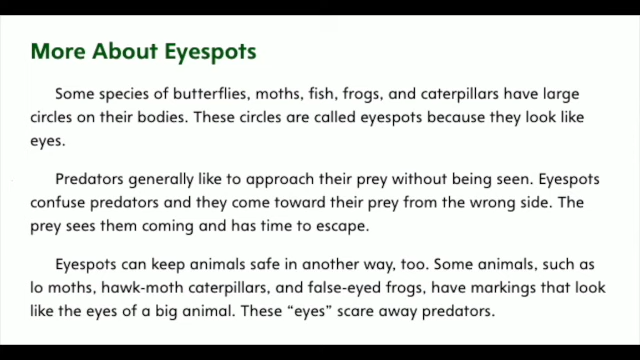 More About Eyespots
Some species of butterflies, moths, fish, frogs, and caterpillars have large
circles on their bodies. These circles are called eyespots because they look like
eyes.
Predators generally like to approach their prey without being seen. Eyespots
confuse predators and they come toward their prey from the wrong side. The
prey sees them coming and has time to escape.
Eyespots can keep animals safe in another way, too. Some animals, such as
lo moths, hawk-moth caterpillars, and false-eyed frogs, have markings that look
like the eyes of a big animal. These “eyes” scare away predators.